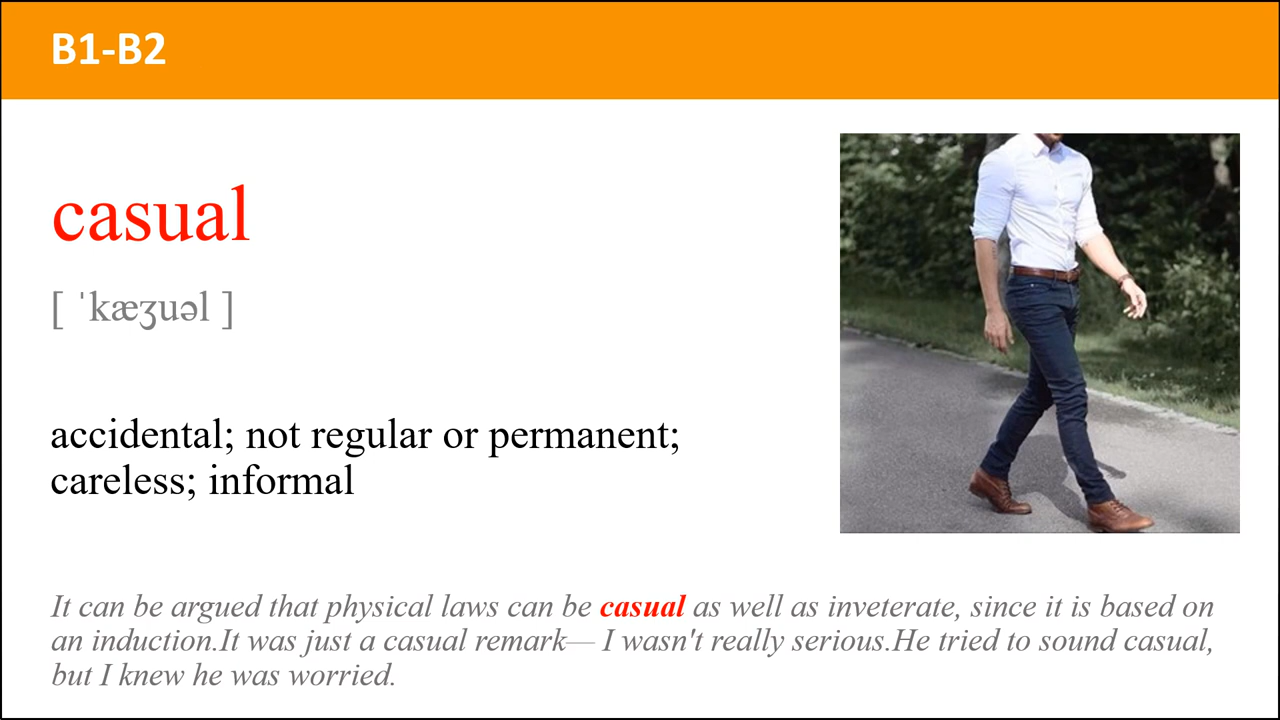 B1-B2
casual
[ ˈkæʒuəl ]
accidental; not regular or permanent;
careless; informal
It can be argued that physical laws can be casual as well as inveterate, since it is based on
an induction.It was just a casual remark— I wasn't really serious.He tried to sound casual,
but I knew he was worried.